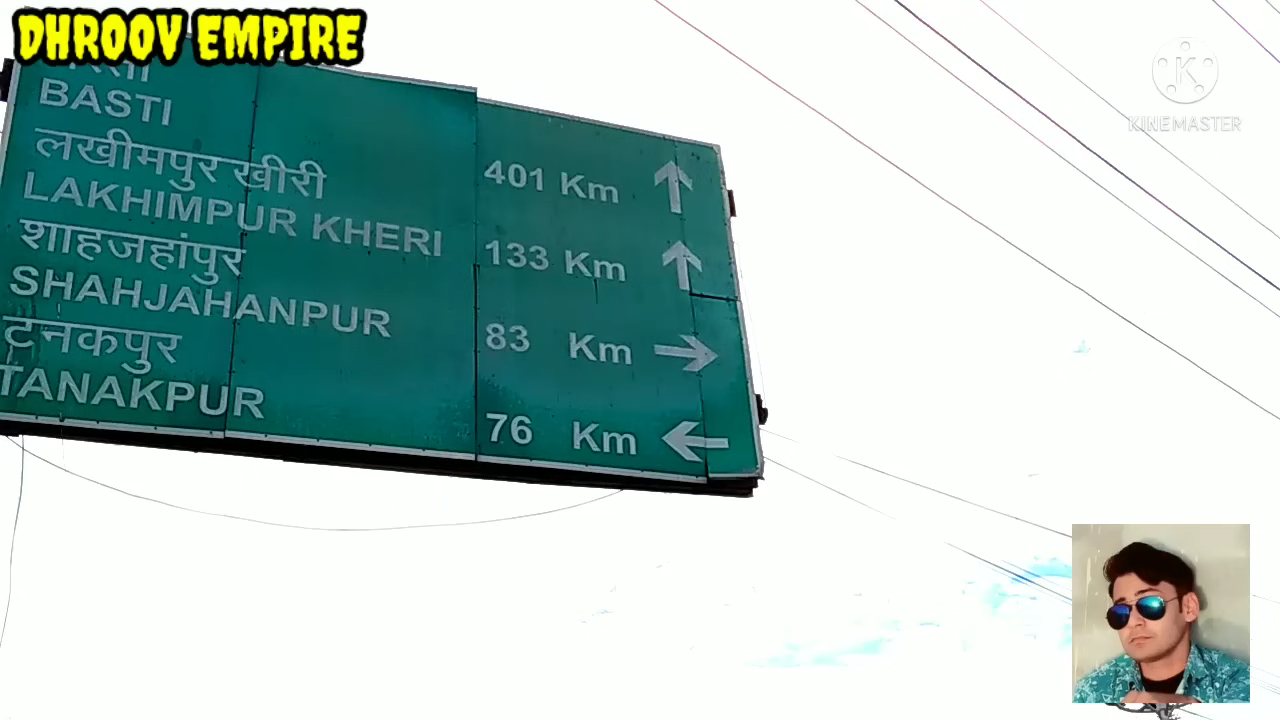 DHROOV EMPIRE
KINEMASTER
BASTI 401 Km
लखीमपुर खीरी
LAKHIMPUR KHERI 133 Km
शाहजहांपुर
SHAHJAHANPUR 83 Km
टनकपुर
TANAKPUR 76 Km